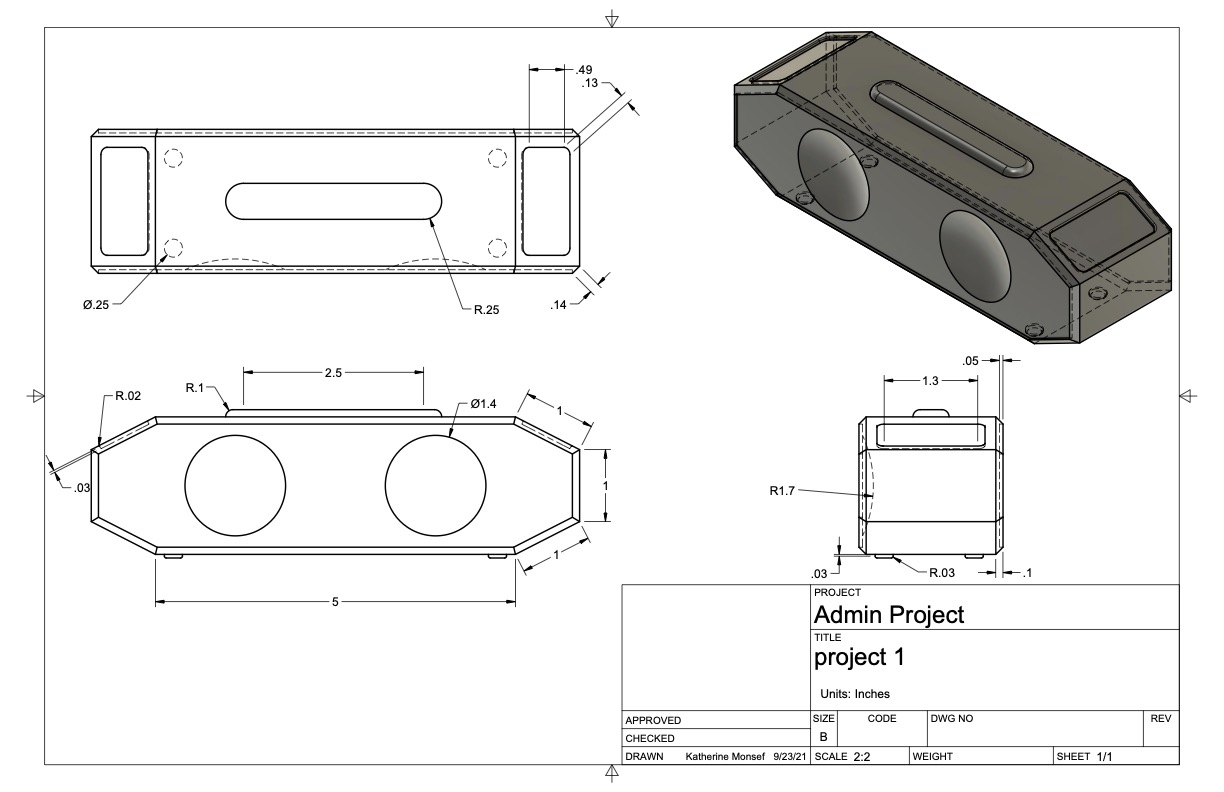 .49
.13
Ø.25
R.25
.14
2.5
R.1
R.02
Ø1.4
1
1
1
.03
5
.05
1.3
R1.7
.03
R.03
.1
PROJECT
Admin Project
TITLE
project 1
Units: Inches
APPROVED
CHECKED
DRAWN Katherine Monsef 9/23/21
SIZE CODE DWG NO REV
B
SCALE 2:2 WEIGHT SHEET 1/1